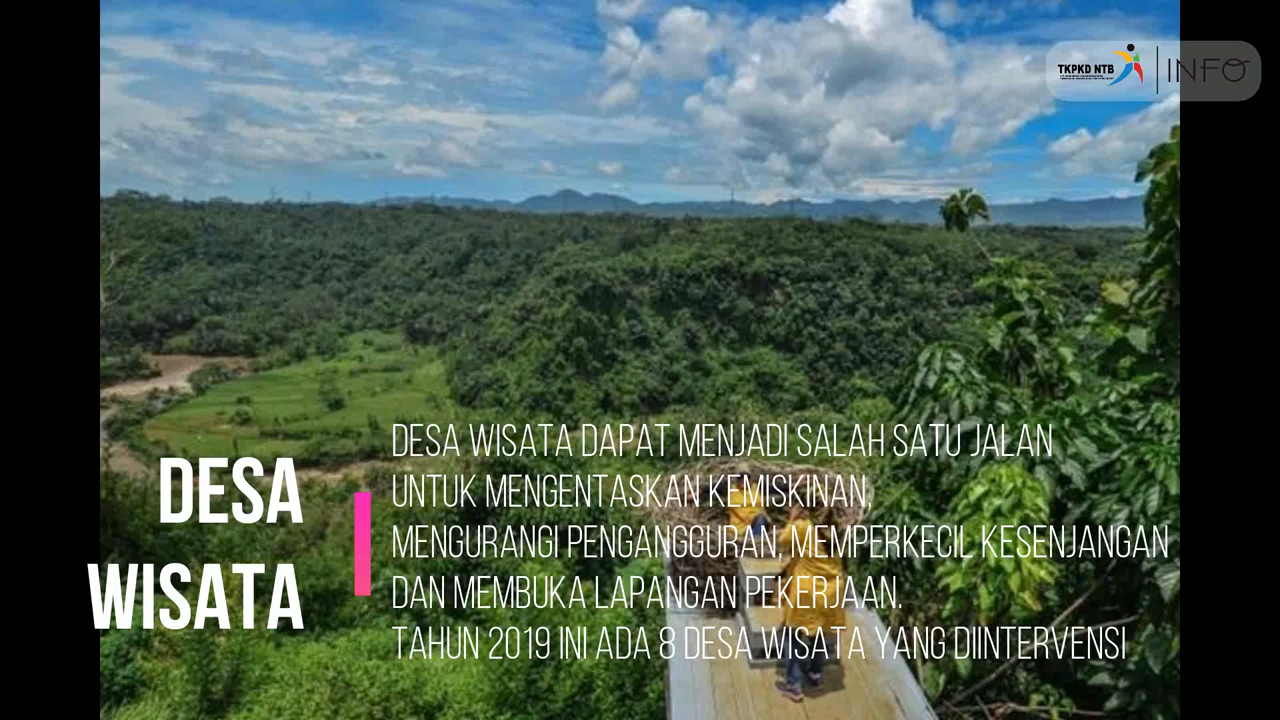 TKPKD NTB
INFO
DESA
WISATA
DESA WISATA DAPAT MENJADI SALAH SATU JALAN
UNTUK MENGENTASKAN KEMISKINAN,
MENGURANGI PENGANGGURAN, MEMPERKECIL KESENJANGAN
DAN MEMBUKA LAPANGAN PEKERJAAN.
TAHUN 2019 INI ADA 8 DESA WISATA YANG DIINTERVENSI